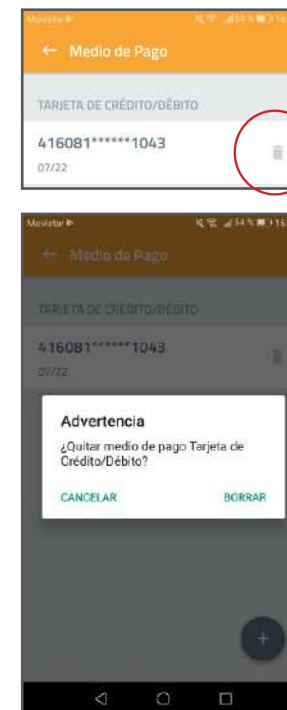 Movistar
← Medio de Pago
TARJETA DE CRÉDITO/DÉBITO
416081******1043
07/22
Movistar 54 %
← Medio de Pago
TARJETA DE CRÉDITO/DÉBITO
416081******1043
07/22
Advertencia
¿Quitar medio de pago Tarjeta de
Crédito/Débito?
CANCELAR BORRAR
+